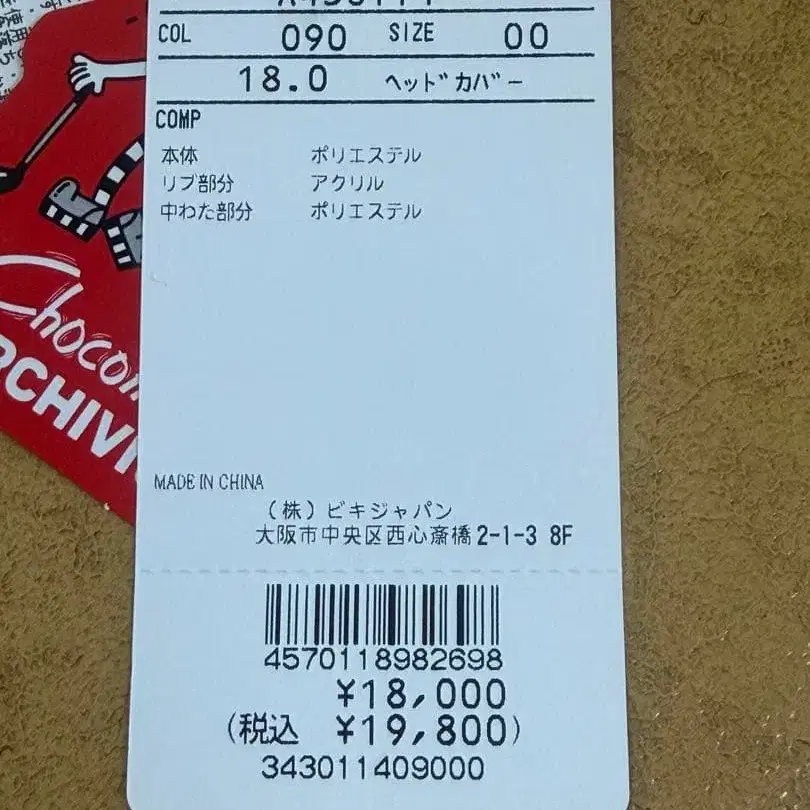 COL 090 SIZE 00
18.0 ヘッドカバー
COMP
本体 ポリエステル
リブ部分 アクリル
中わた部分 ポリエステル
MADE IN CHINA
(株)ビキジャパン
大阪市中央区西心斎橋2-1-3 8F
4570118982698
¥18,000
(税込 ¥19,800)
343011409000